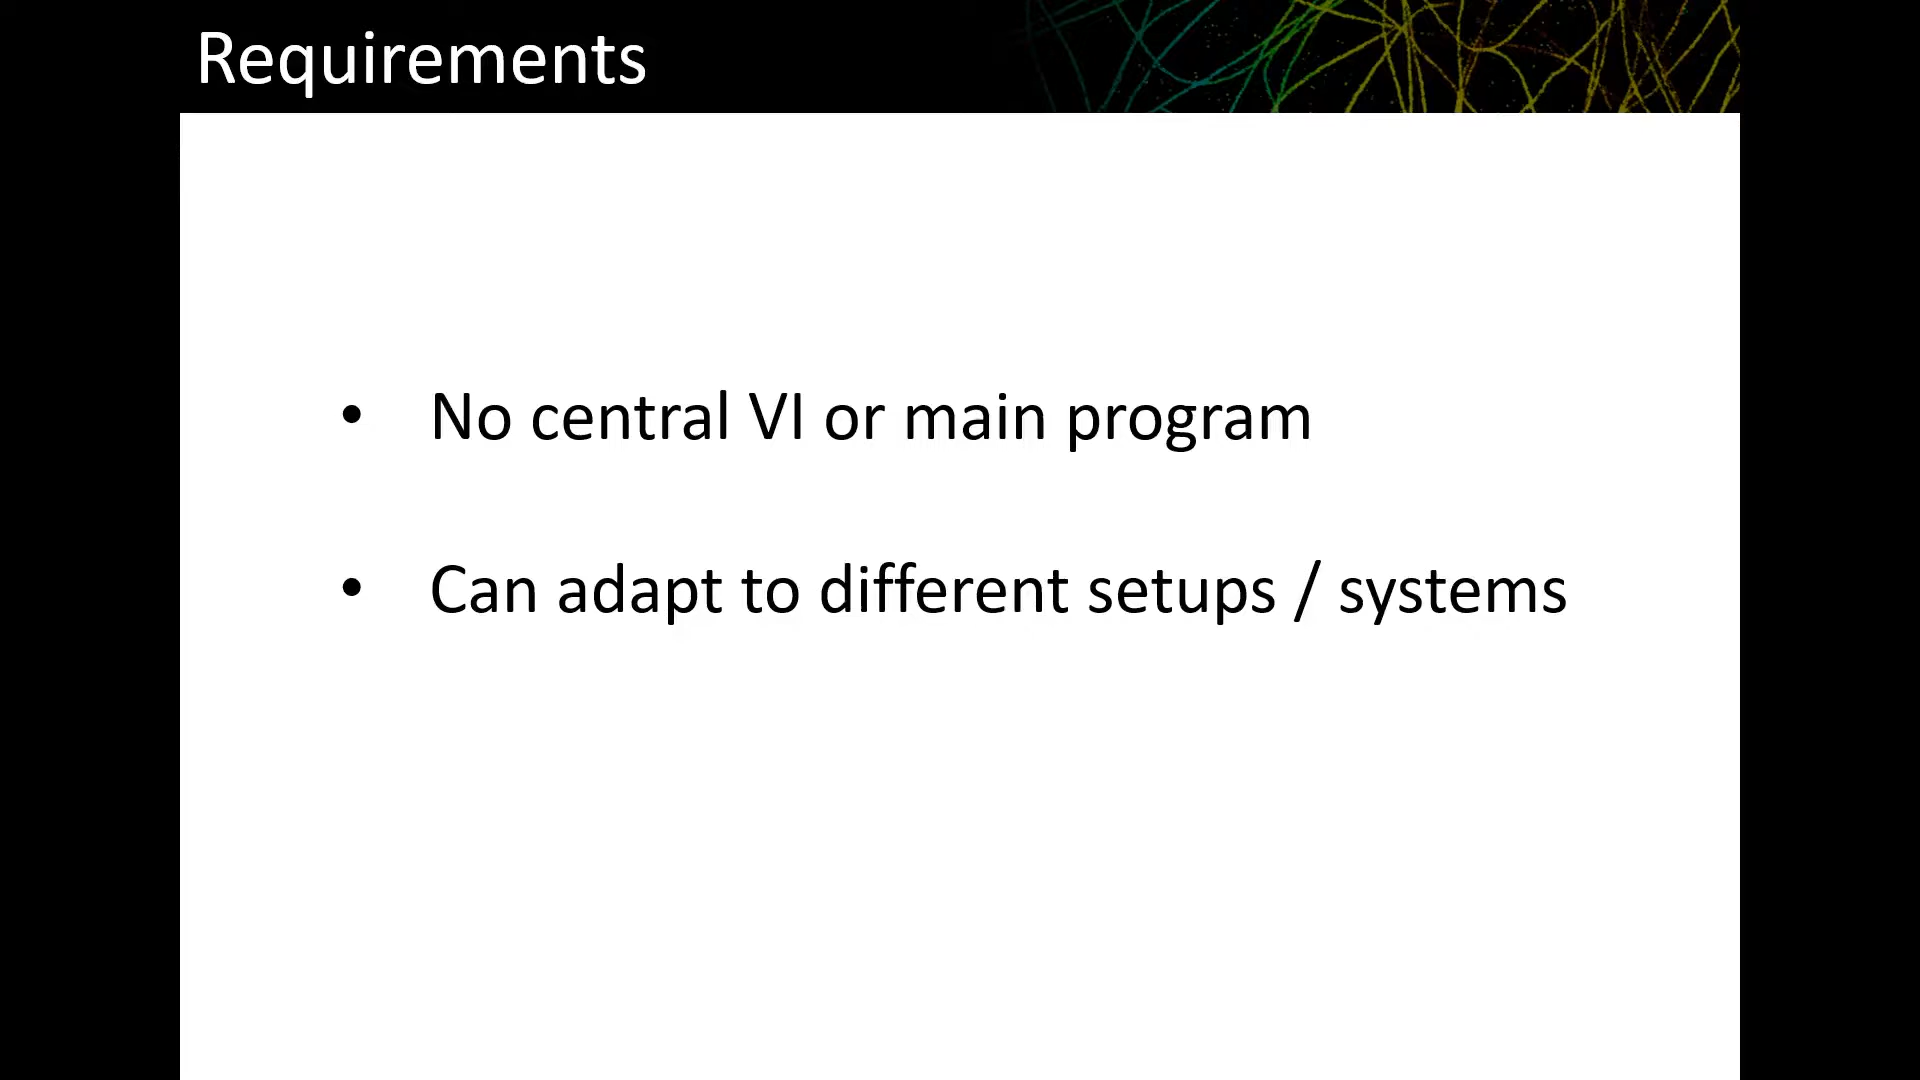 Requirements
• No central VI or main program
• Can adapt to different setups / systems